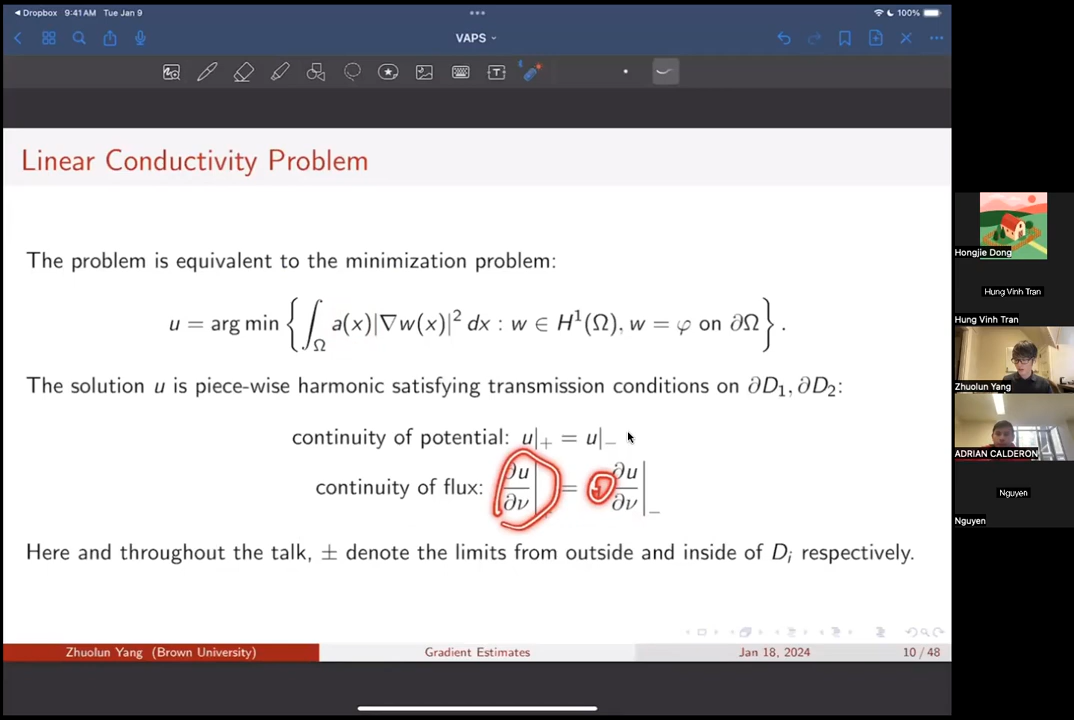 Dropbox 9:41 AM Tue Jan 9
100%
VAPS
Linear Conductivity Problem
The problem is equivalent to the minimization problem:
u = arg min { ∫_Ω a(x)|∇w(x)|² dx : w ∈ H¹(Ω), w = φ on ∂Ω } .
The solution u is piece-wise harmonic satisfying transmission conditions on ∂D₁, ∂D₂:
continuity of potential: u|₊ = u|₋
continuity of flux: ∂u/∂ν| = ∂u/∂ν|₋
Here and throughout the talk, ± denote the limits from outside and inside of Dᵢ respectively.
Zhuolun Yang (Brown University)
Gradient Estimates
Jan 18, 2024
10 / 48
Hongjie Dong
Hung Vinh Tran
Hung Vinh Tran
Zhuolun Yang
ADRIAN CALDERON
Nguyen
Nguyen